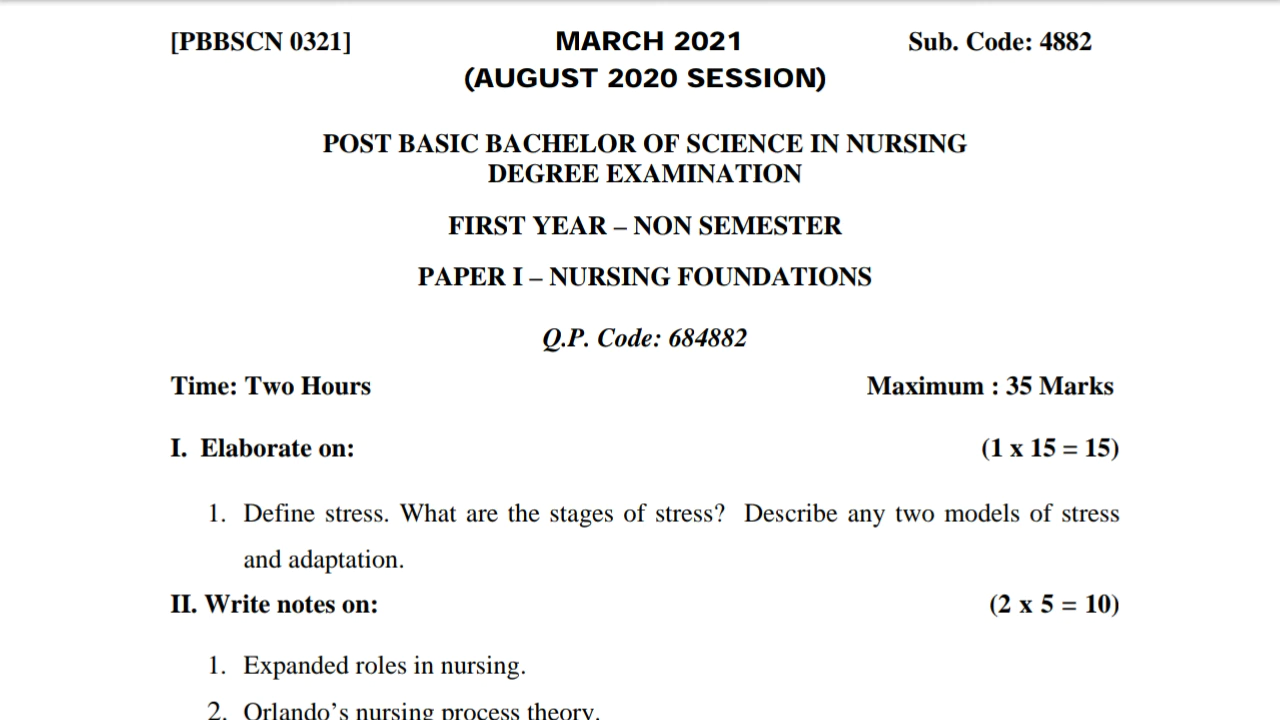 [PBBSCN 0321] MARCH 2021 Sub. Code: 4882
(AUGUST 2020 SESSION)
POST BASIC BACHELOR OF SCIENCE IN NURSING
DEGREE EXAMINATION
FIRST YEAR – NON SEMESTER
PAPER I – NURSING FOUNDATIONS
Q.P. Code: 684882
Time: Two Hours Maximum : 35 Marks
I. Elaborate on: (1 x 15 = 15)
1. Define stress. What are the stages of stress? Describe any two models of stress
and adaptation.
II. Write notes on: (2 x 5 = 10)
1. Expanded roles in nursing.
2. Orlando's nursing process theory.